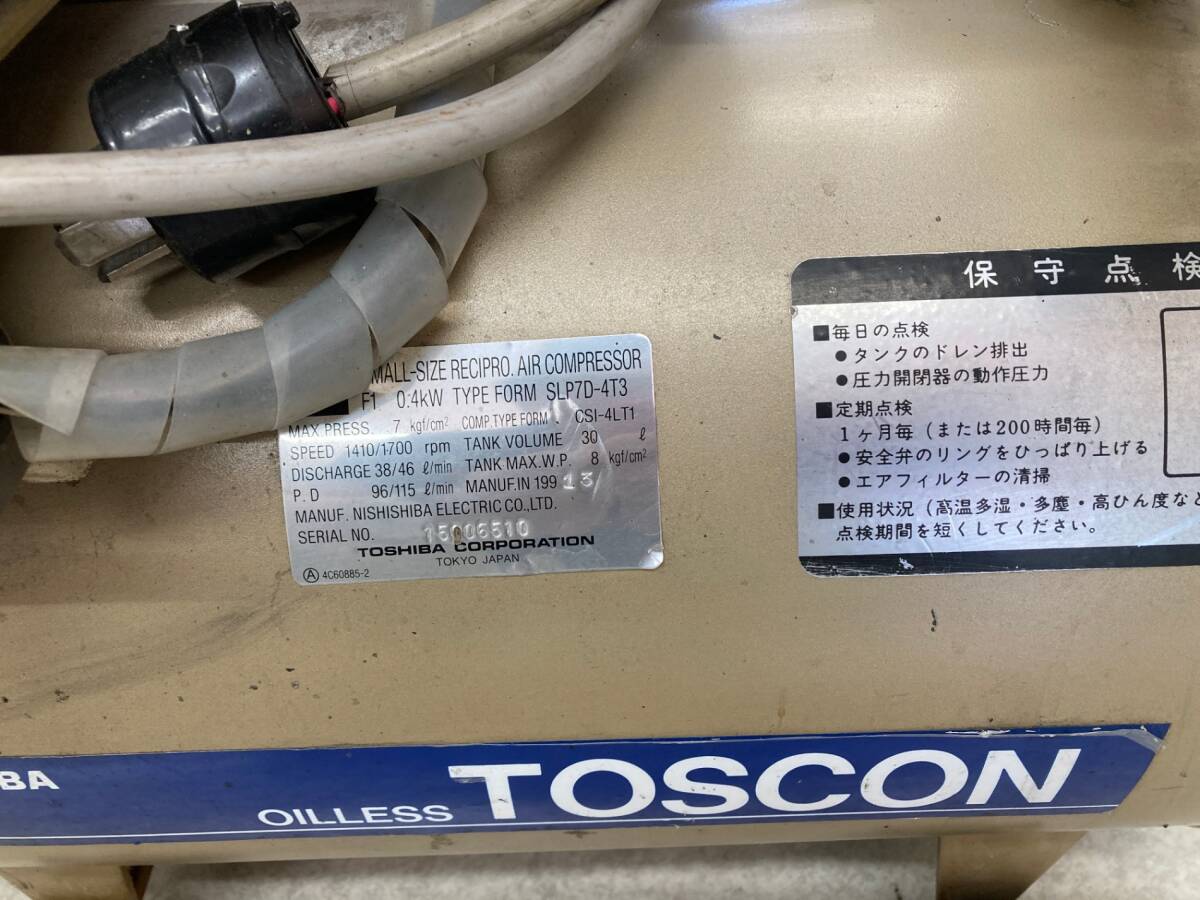 MALL-SIZE RECIPRO. AIR COMPRESSOR
F1 0.4kW TYPE FORM SLP7D-4T3
MAX.PRESS. 7 kgf/cm² COMP.TYPE FORM CSI-4LT1
SPEED 1410/1700 rpm TANK VOLUME 30 ℓ
DISCHARGE 38/46 ℓ/min TANK MAX.W.P. 8 kgf/cm²
P. D 96/115 ℓ/min MANUF.IN 199
MANUF. NISHISHIBA ELECTRIC CO.,LTD.
SERIAL NO.
TOSHIBA CORPORATION
TOKYO JAPAN
Ⓐ 4C60885-2
保守点検
■毎日の点検
●タンクのドレン排出
●圧力開閉器の動作圧力
■定期点検
1ヶ月毎(または200時間毎)
●安全弁のリングをひっぱり上げる
●エアフィルターの清掃
■使用状況(高温多湿・多塵・高ひん度など
点検期間を短くしてください。
BA
OILLESS TOSCON